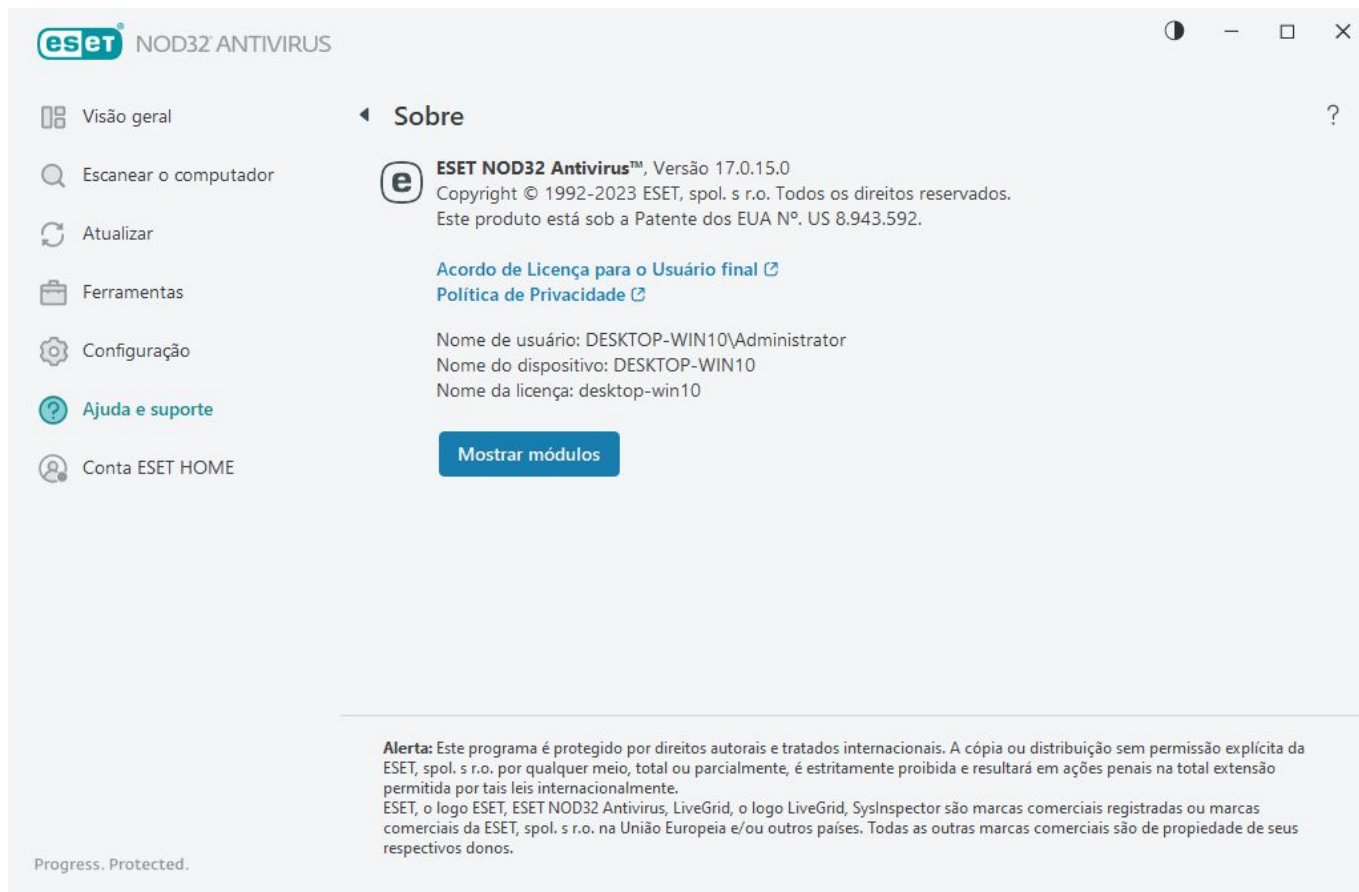 eset® NOD32® ANTIVIRUS
Visão geral
Escanear o computador
Atualizar
Ferramentas
Configuração
Ajuda e suporte
Conta ESET HOME
Progress. Protected.
Sobre
?
e
ESET NOD32 Antivirus™, Versão 17.0.15.0
Copyright © 1992-2023 ESET, spol. s r.o. Todos os direitos reservados.
Este produto está sob a Patente dos EUA Nº. US 8.943.592.
Acordo de Licença para o Usuário final
Política de Privacidade
Nome de usuário: DESKTOP-WIN10\Administrator
Nome do dispositivo: DESKTOP-WIN10
Nome da licença: desktop-win10
Mostrar módulos
Alerta: Este programa é protegido por direitos autorais e tratados internacionais. A cópia ou distribuição sem permissão explícita da
ESET, spol. s r.o. por qualquer meio, total ou parcialmente, é estritamente proibida e resultará em ações penais na total extensão
permitida por tais leis internacionalmente.
ESET, o logo ESET, ESET NOD32 Antivirus, LiveGrid, o logo LiveGrid, SysInspector são marcas comerciais registradas ou marcas
comerciais da ESET, spol. s r.o. na União Europeia e/ou outros países. Todas as outras marcas comerciais são de propiedade de seus
respectivos donos.